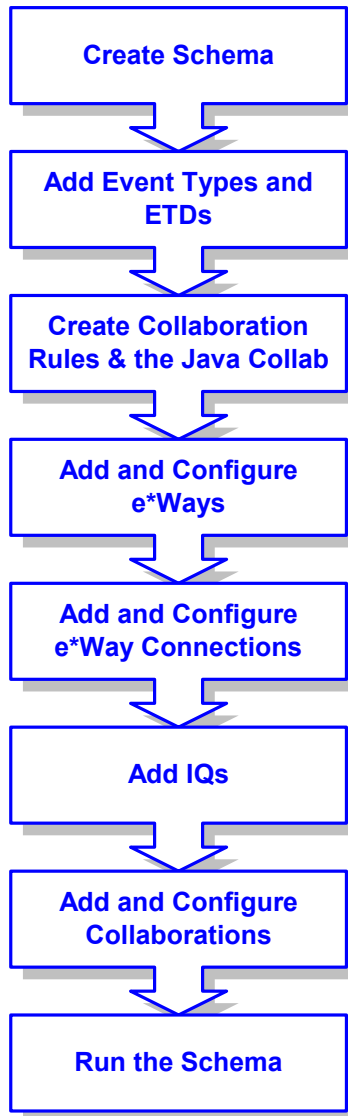 Create Schema
Add Event Types and
ETDs
Create Collaboration
Rules & the Java Collab
Add and Configure
e*Ways
Add and Configure
e*Way Connections
Add IQs
Add and Configure
Collaborations
Run the Schema